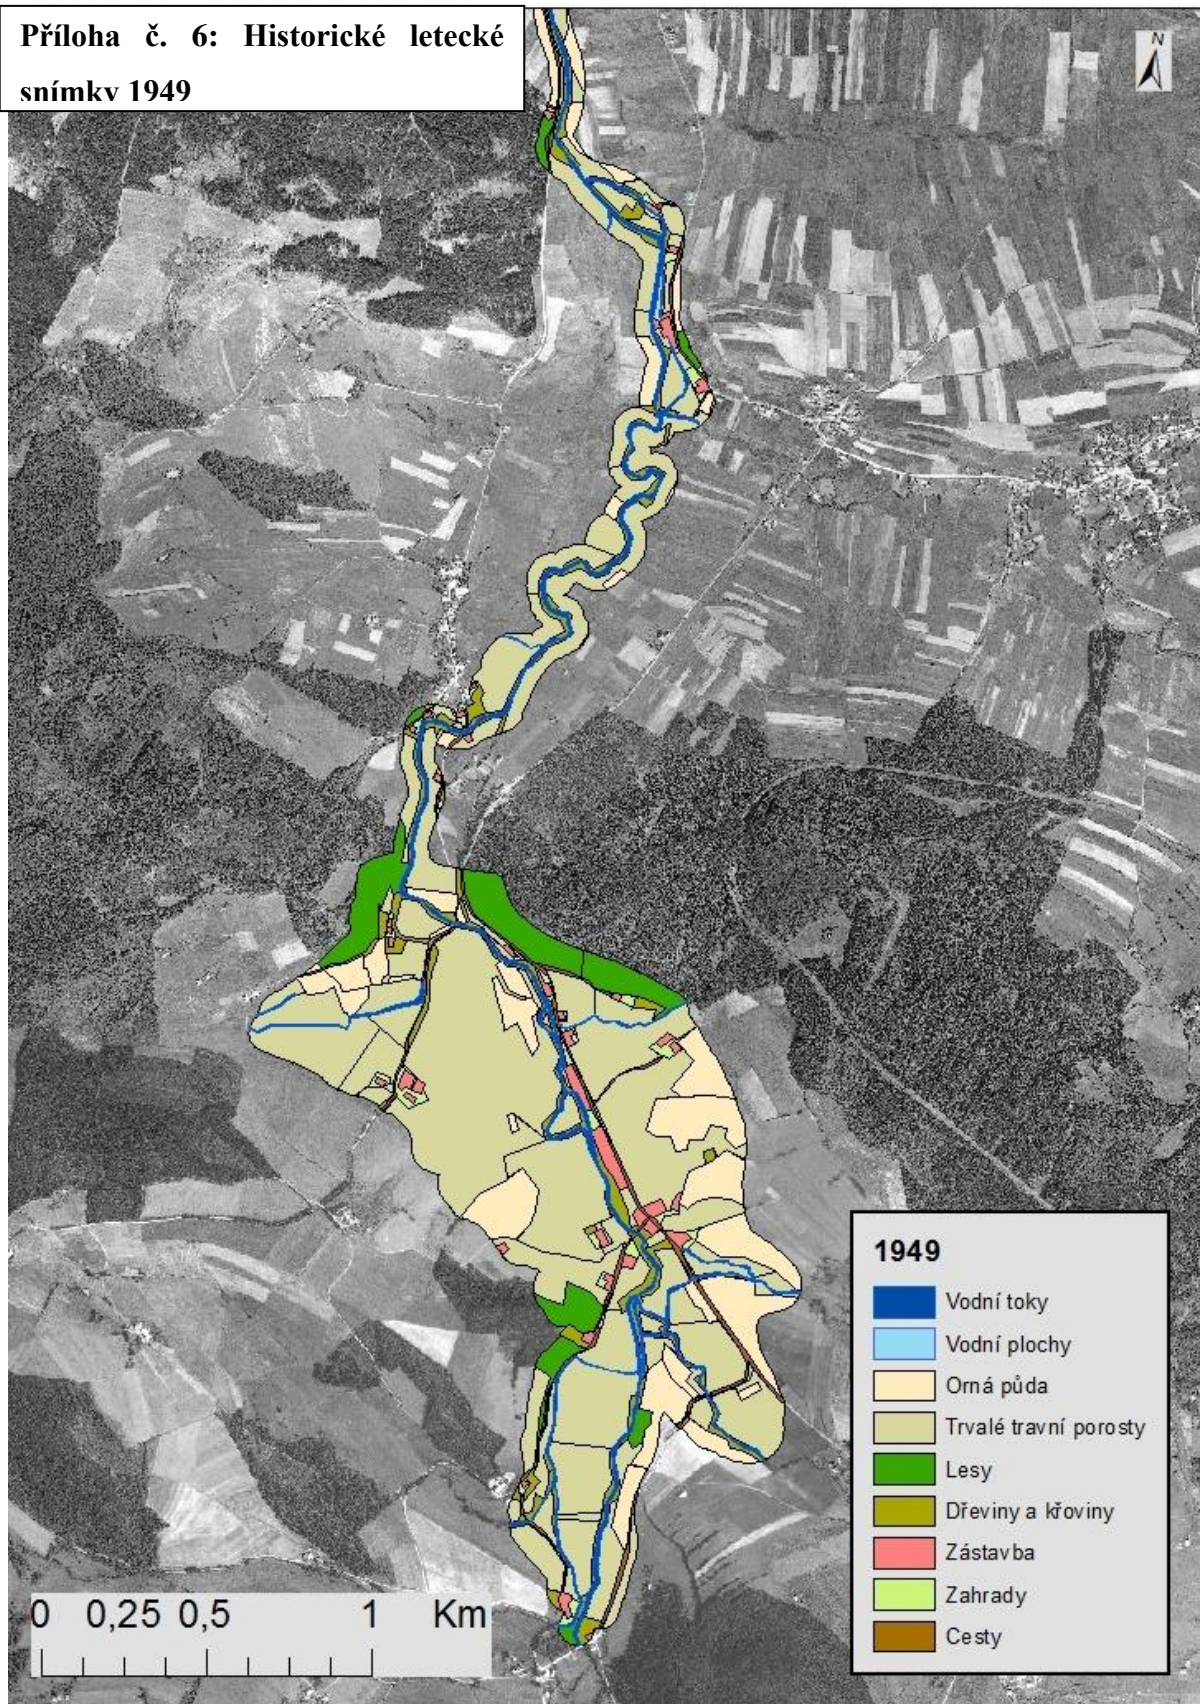 Příloha č. 6: Historické letecké
snímky 1949
N
1949
Vodní toky
Vodní plochy
Orná půda
Trvalé travní porosty
Lesy
Dřeviny a křoviny
Zástavba
Zahrady
Cesty
0 0,25 0,5 1 Km